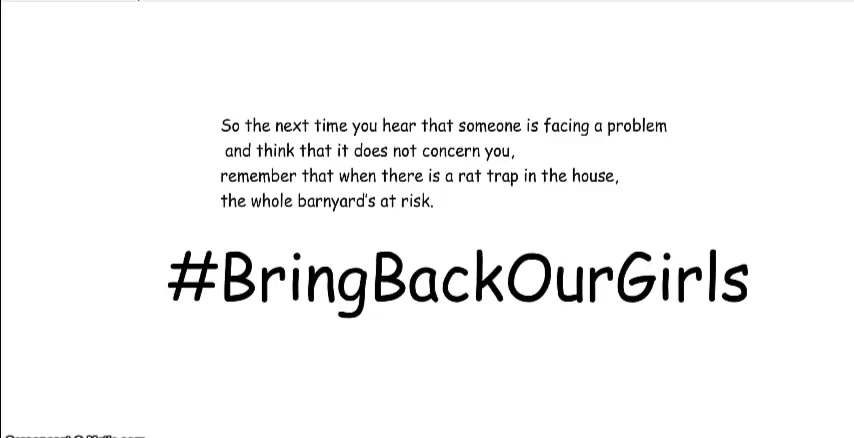 So the next time you hear that someone is facing a problem
and think that it does not concern you,
remember that when there is a rat trap in the house,
the whole barnyard's at risk.
#BringBackOurGirls